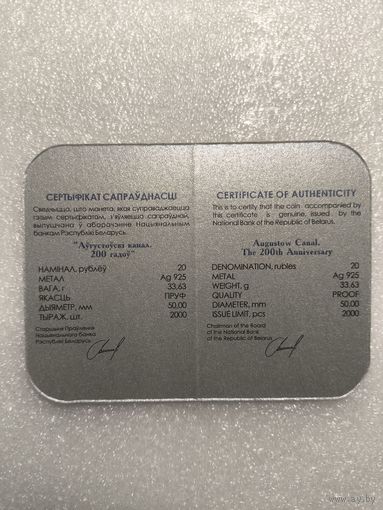 СЕРТЫФІКАТ САПРАЎДНАСЦІ
Сведчыцца, што манета, якая суправаджаецца
гэтым сертыфікатам, з'яўляецца сапраўднай,
выпушчана ў абарачэнне Нацыянальным
банкам Рэспублікі Беларусь.
"Аўгустоўскі канал.
200 гадоў"
НАМІНАЛ, рублёў 20
МЕТАЛ Ag 925
ВАГА, г 33,63
ЯКАСЦЬ ПРУФ
ДЫЯМЕТР, мм 50,00
ТЫРАЖ, шт. 2000
Старшыня Праўлення
Нацыянальнага банка
Рэспублікі Беларусь
CERTIFICATE OF AUTHENTICITY
This is to certify that the coin accompanied by
this certificate is genuine, issued by the
National Bank of the Republic of Belarus.
Augustow Canal.
The 200th Anniversary
DENOMINATION, rubles 20
METAL Ag 925
WEIGHT, g 33,63
QUALITY PROOF
DIAMETER, mm 50,00
ISSUE LIMIT, pcs 2000
Chairman of the Board
of the National Bank
of the Republic of Belarus
www.ay.by